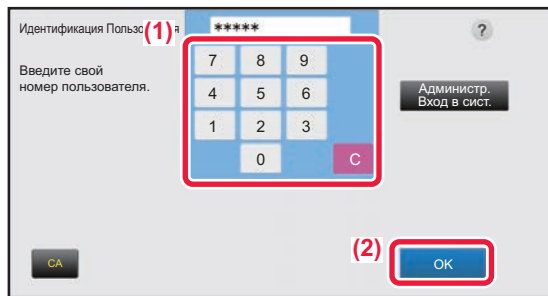 Идентификация Пользователя
(1)
*****
?
Введите свой
номер пользователя.
7 8 9
4 5 6
1 2 3
0 C
Администр.
Вход в сист.
(2)
CA
OK